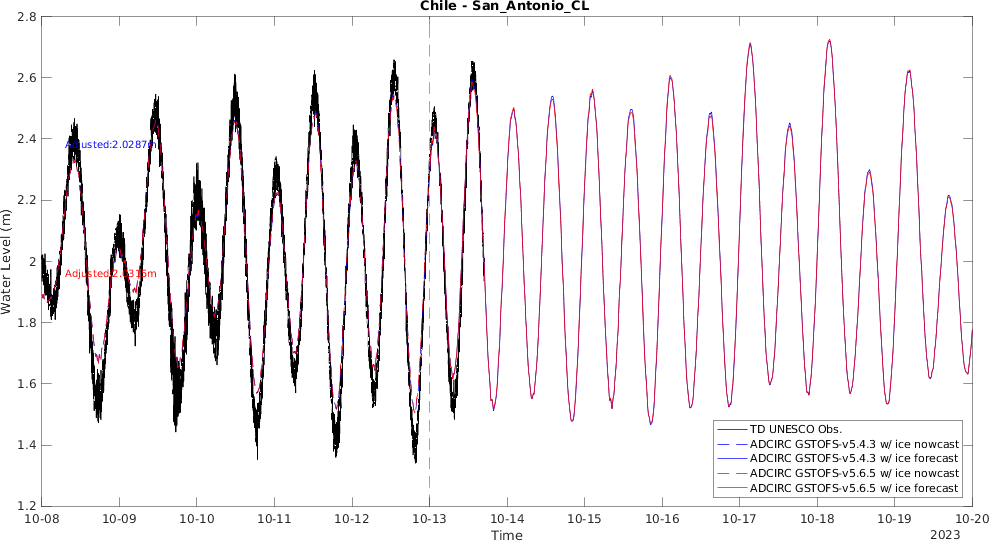 Chile - San_Antonio_CL
2.8
2.6
2.4
2.2
2
1.8
1.6
1.4
1.2
Water Level (m)
Adjusted:2.0287m
TD UNESCO Obs.
ADCIRC GSTOFS-v5.4.3 w/ ice nowcast
ADCIRC GSTOFS-v5.4.3 w/ ice forecast
ADCIRC GSTOFS-v5.6.5 w/ ice nowcast
ADCIRC GSTOFS-v5.6.5 w/ ice forecast
10-08 10-09 10-10 10-11 10-12 10-13 10-14 10-15 10-16 10-17 10-18 10-19 10-20
Time
2023